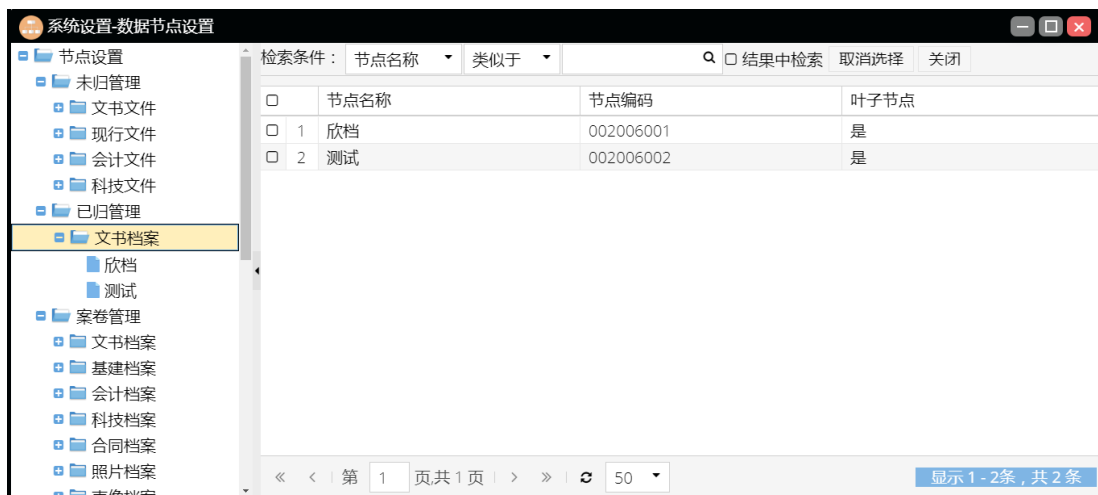 系统设置-数据节点设置
节点设置
未归管理
文书文件
现行文件
会计文件
科技文件
已归管理
文书档案
欣档
测试
案卷管理
文书档案
基建档案
会计档案
科技档案
合同档案
照片档案
检索条件： 节点名称 类似于 结果中检索 取消选择 关闭
节点名称 节点编码 叶子节点
1 欣档 002006001 是
2 测试 002006002 是
第 1 页,共 1 页 50 显示 1 - 2条，共 2 条